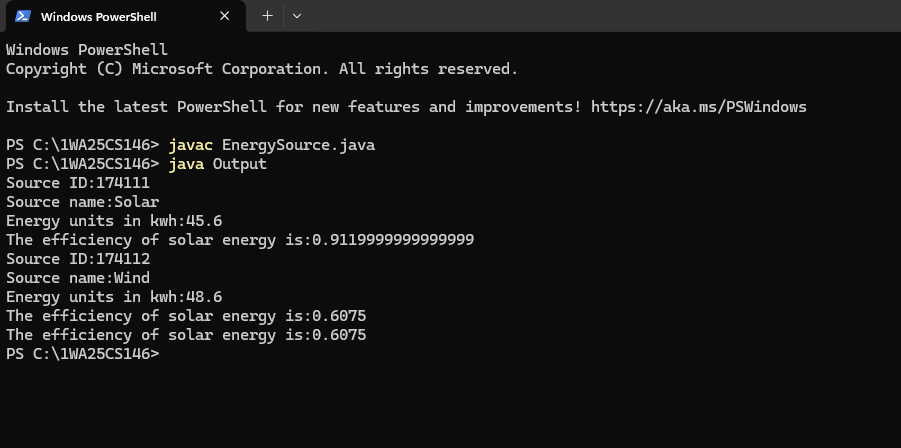 Windows PowerShell
Windows PowerShell
Copyright (C) Microsoft Corporation. All rights reserved.
Install the latest PowerShell for new features and improvements! https://aka.ms/PSWindows
PS C:\1WA25CS146> javac EnergySource.java
PS C:\1WA25CS146> java Output
Source ID:174111
Source name:Solar
Energy units in kwh:45.6
The efficiency of solar energy is:0.9119999999999999
Source ID:174112
Source name:Wind
Energy units in kwh:48.6
The efficiency of solar energy is:0.6075
The efficiency of solar energy is:0.6075
PS C:\1WA25CS146>